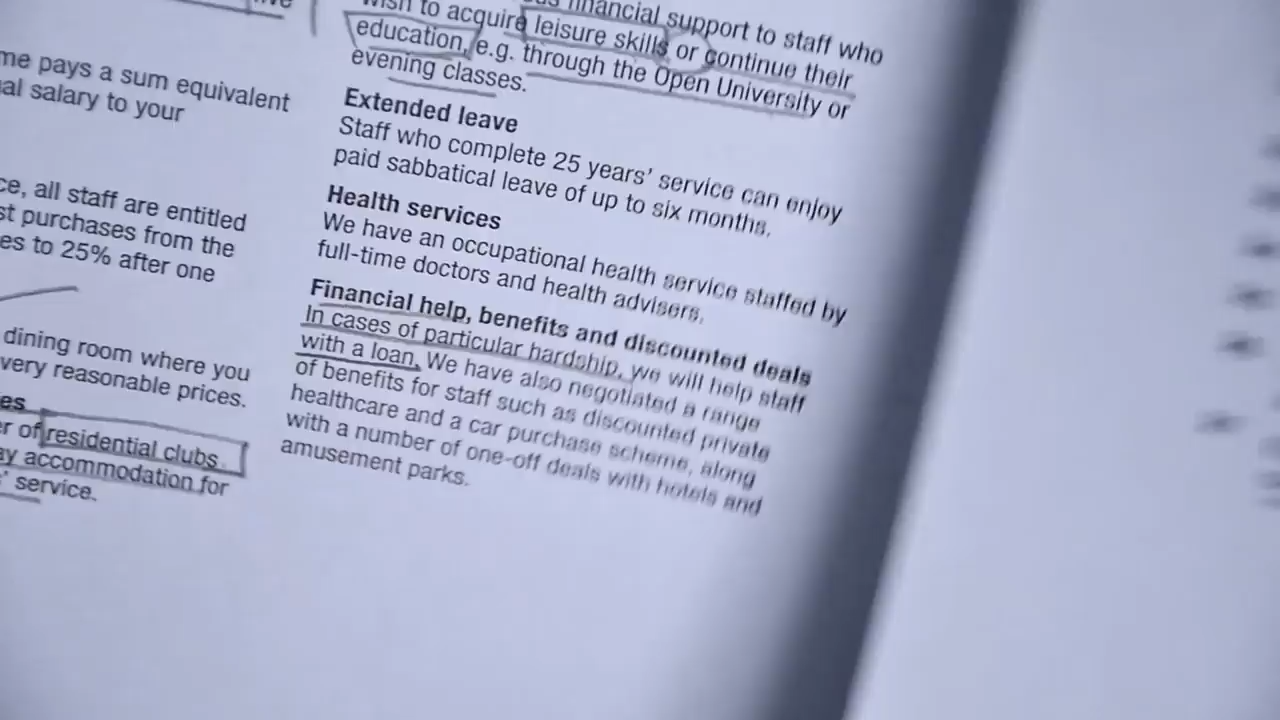 me pays a sum equivalent
al salary to your
ce, all staff are entitled
st purchases from the
es to 25% after one
dining room where you
very reasonable prices.
es
er of residential clubs
ay accommodation for
' service.
financial support to staff who
wish to acquire leisure skills or continue their
education, e.g. through the Open University or
evening classes.
Extended leave
Staff who complete 25 years' service can enjoy
paid sabbatical leave of up to six months.
Health services
We have an occupational health service staffed by
full-time doctors and health advisers.
Financial help, benefits and discounted deals
In cases of particular hardship, we will help staff
with a loan. We have also negotiated a range
of benefits for staff such as discounted private
healthcare and a car purchase scheme, along
with a number of one-off deals with hotels and
amusement parks.